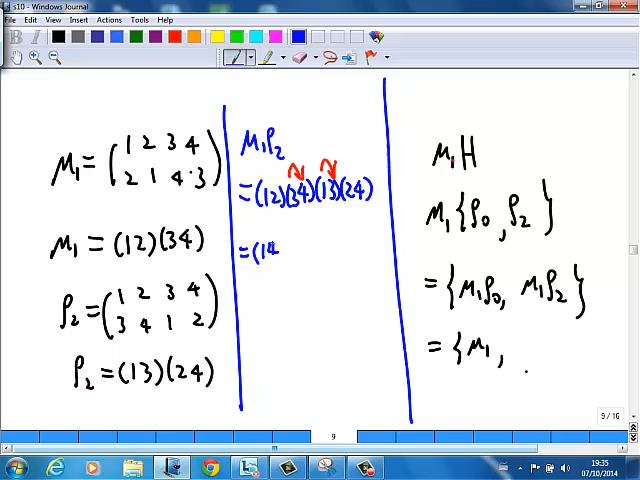 s10 - Windows Journal
File Edit View Insert Actions Tools Help
B I
μ₁ = (1 2 3 4
2 1 4 · 3)
μ₁ = (12)(34)
ρ₂ = (1 2 3 4
3 4 1 2)
ρ₂ = (13)(24)
μ₁ρ₂
= (12)(34)(13)(24)
= (14
μ₁H
μ₁{ρ₀, ρ₂}
= {μ₁ρ₀, μ₁ρ₂}
= {μ₁, .
9 / 16
9
19:35
07/10/2014